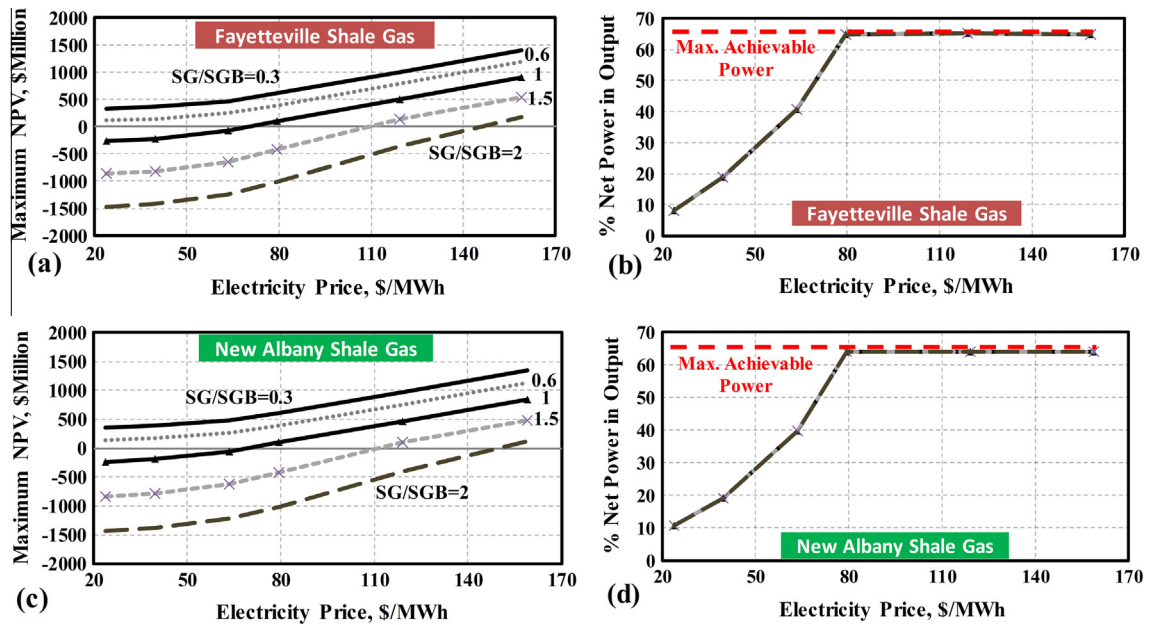 Maximum NPV, $Million
2000
1500
1000
500
0
-500
-1000
-1500
2000
Fayetteville Shale Gas
SG/SGB=0.3
0.6
1
1.5
SG/SGB=2
20 50 80 110 140 170
(a)
Electricity Price, $/MWh
% Net Power in Output
70
60
50
40
30
20
10
0
Max. Achievable
Power
Fayetteville Shale Gas
20 50 80 110 140 170
(b)
Electricity Price, $/MWh
Maximum NPV, $Million
2000
1500
1000
500
0
-500
-1000
-1500
-2000
New Albany Shale Gas
SG/SGB=0.3
0.6
1
1.5
SG/SGB=2
20 50 80 110 140 170
(c)
Electricity Price, $/MWh
% Net Power in Output
70
60
50
40
30
20
10
0
Max. Achievable
Power
New Albany Shale Gas
20 50 80 110 140 170
(d)
Electricity Price, $/MWh